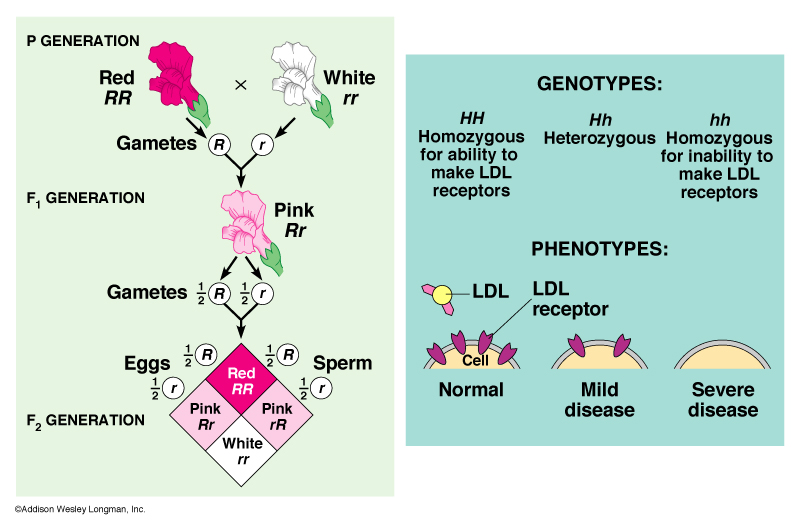 P GENERATION
Red
RR
×
White
rr
Gametes R r
F1 GENERATION
Pink
Rr
Gametes 1/2 R 1/2 r
Eggs 1/2 R 1/2 R Sperm
1/2 r 1/2 r
Red
RR
Pink
Rr
Pink
rR
F2 GENERATION
White
rr
GENOTYPES:
HH
Homozygous
for ability to
make LDL
receptors
Hh
Heterozygous
hh
Homozygous
for inability to
make LDL
receptors
PHENOTYPES:
LDL
LDL
receptor
Cell
Normal
Mild
disease
Severe
disease
©Addison Wesley Longman, Inc.